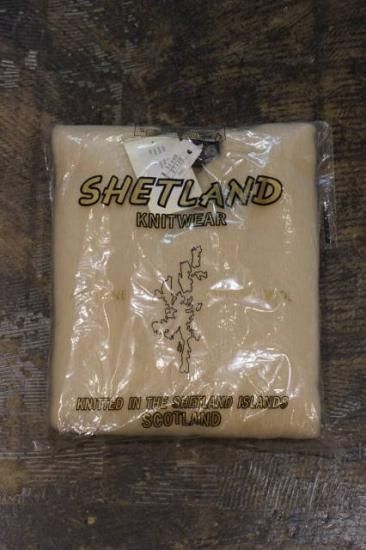 SHETLAND
KNITWEAR
KNITTED IN THE SHETLAND ISLANDS
SCOTLAND